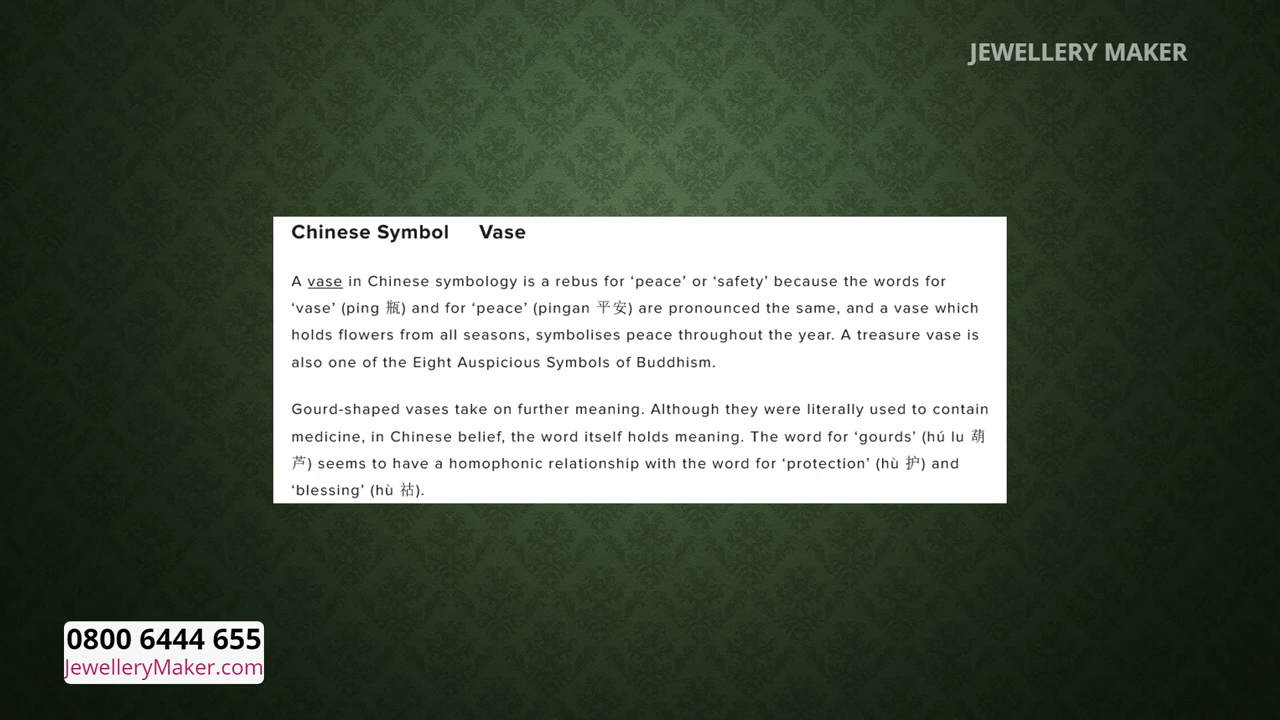 JEWELLERY MAKER
Chinese Symbol Vase
A vase in Chinese symbology is a rebus for ‘peace’ or ‘safety’ because the words for
‘vase’ (ping 瓶) and for ‘peace’ (pingan 平安) are pronounced the same, and a vase which
holds flowers from all seasons, symbolises peace throughout the year. A treasure vase is
also one of the Eight Auspicious Symbols of Buddhism.
Gourd-shaped vases take on further meaning. Although they were literally used to contain
medicine, in Chinese belief, the word itself holds meaning. The word for ‘gourds’ (hú lu 葫
芦) seems to have a homophonic relationship with the word for ‘protection’ (hù 护) and
‘blessing’ (hù 祜).
0800 6444 655
JewelleryMaker.com